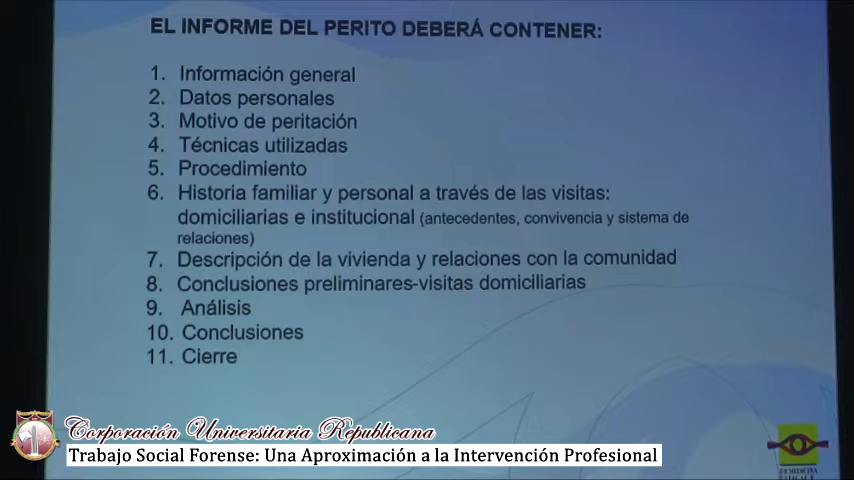 EL INFORME DEL PERITO DEBERÁ CONTENER:
1. Información general
2. Datos personales
3. Motivo de peritación
4. Técnicas utilizadas
5. Procedimiento
6. Historia familiar y personal a través de las visitas:
domiciliarias e institucional (antecedentes, convivencia y sistema de
relaciones)
7. Descripción de la vivienda y relaciones con la comunidad
8. Conclusiones preliminares-visitas domiciliarias
9. Análisis
10. Conclusiones
11. Cierre
Corporación Universitaria Republicana
Trabajo Social Forense: Una Aproximación a la Intervención Profesional
MEDICINA